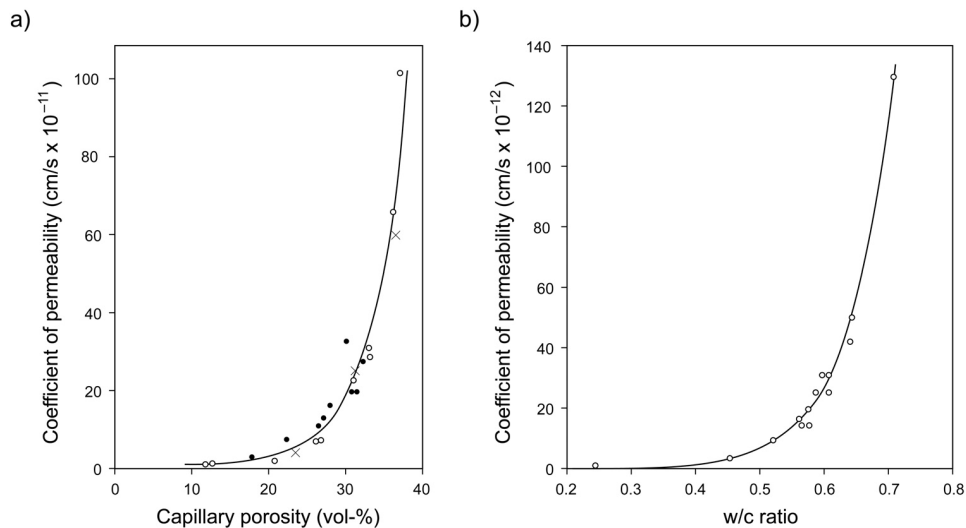 a)
Coefficient of permeability (cm/s x 10⁻¹¹)
100
80
60
40
20
0
0 10 20 30 40
Capillary porosity (vol-%)
b)
Coefficient of permeability (cm/s x 10⁻¹²)
140
120
100
80
60
40
20
0
0.2 0.3 0.4 0.5 0.6 0.7 0.8
w/c ratio